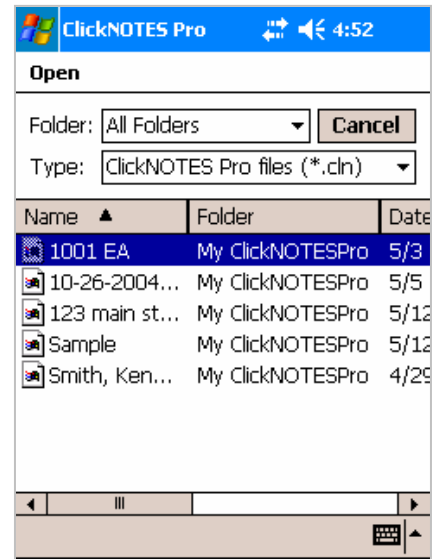 ClickNOTES Pro 4:52
Open
Folder: All Folders Cancel
Type: ClickNOTES Pro files (*.cln)
Name Folder Date
1001 EA My ClickNOTESPro 5/3
10-26-2004... My ClickNOTESPro 5/5
123 main st... My ClickNOTESPro 5/12
Sample My ClickNOTESPro 5/12
Smith, Ken... My ClickNOTESPro 4/29